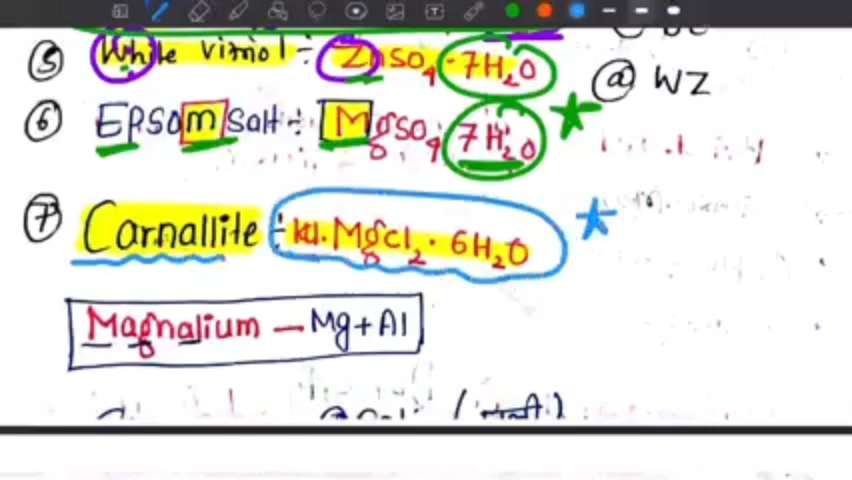 ⑤ White vitriol :- ZnSO4·7H2O
@ WZ
⑥ EPSOm Salt :- MgSO4 7H2O
⑦ Carnallite :- kcl.Mgcl2·6H2O
Magnalium — Mg+Al